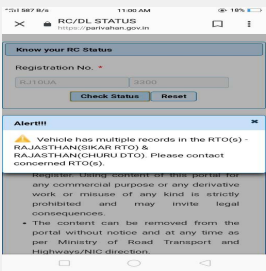 587 B/s 11:00 AM 18%
RC/DL STATUS
https://parivahan.gov.in
Know your RC Status
Registration No. *
RJ10UA 3300
Check Status Reset
Alert!!! ×
Vehicle has multiple records in the RTO(s) -
RAJASTHAN(SIKAR RTO) &
RAJASTHAN(CHURU DTO). Please contact
concerned RTO(s).
Register. Using content of this portal for
any commercial purpose or any derivative
work or misuse of any kind is strictly
prohibited and may invite legal
consequences.
• The content can be removed from the
portal without notice and at any time as
per Ministry of Road Transport and
Highways/NIC direction.